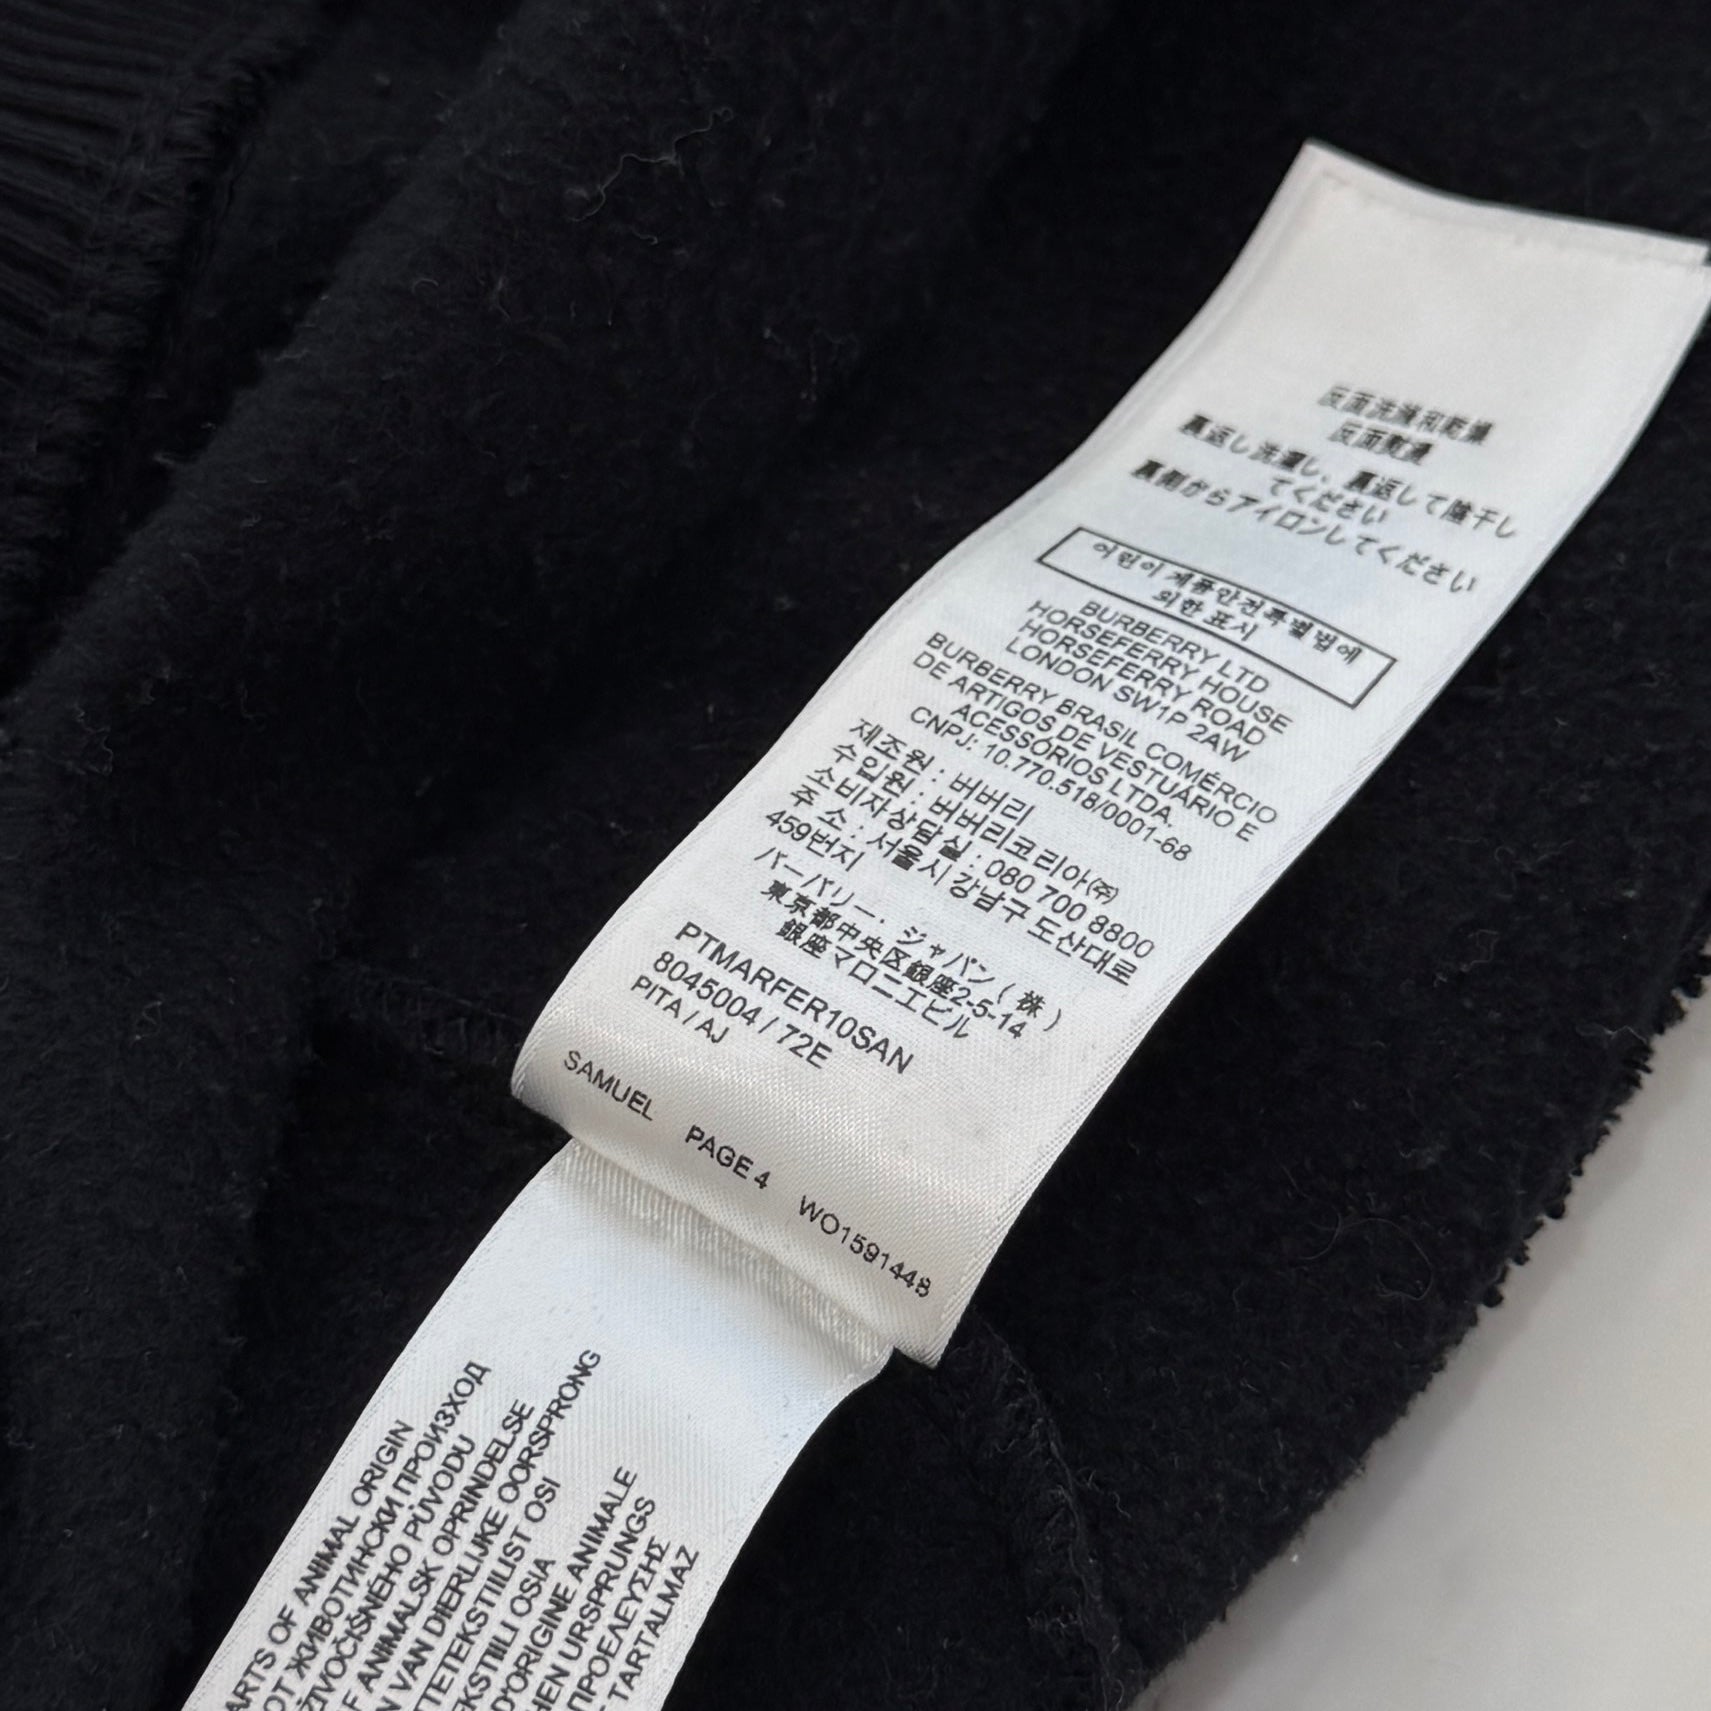 反面洗滌和乾燥
反面熨燙
裏返し洗濯し、裏返して陰干し
てください
裏側からアイロンしてください
어린이제품안전특별법에
의한 표시
BURBERRY LTD
HORSEFERRY HOUSE
HORSEFERRY ROAD
LONDON SW1P 2AW
BURBERRY BRASIL COMÉRCIO
DE ARTIGOS DE VESTUÁRIO E
ACESSÓRIOS LTDA.
CNPJ: 10.770.518/0001-68
제조원 : 버버리
수입원 : 버버리코리아㈜
소비자상담실 : 080 700 8800
주 소 : 서울시 강남구 도산대로
459번지
バーバリー・ジャパン ( 株 )
東京都中央区銀座2-5-14
銀座マロニエビル
PTMARFER10SAN
8045004 / 72E
PITA / AJ
SAMUEL PAGE 4 WO1591448
ARTS OF ANIMAL ORIGIN
ОТ ЖИВОТИНСКИ ПРОИЗХОД
ŽIVOČIŠNÉHO PŮVODU
F ANIMALSK OPRINDELSE
N VAN DIERLIJKE OORSPRONG
TTETEKSTIILIST OSI
EKSTIILI OSIA
D'ORIGINE ANIMALE
HEN URSPRUNGS
ΠΡΟΕΛΕΥΣΗΣ
TARTALMAZ